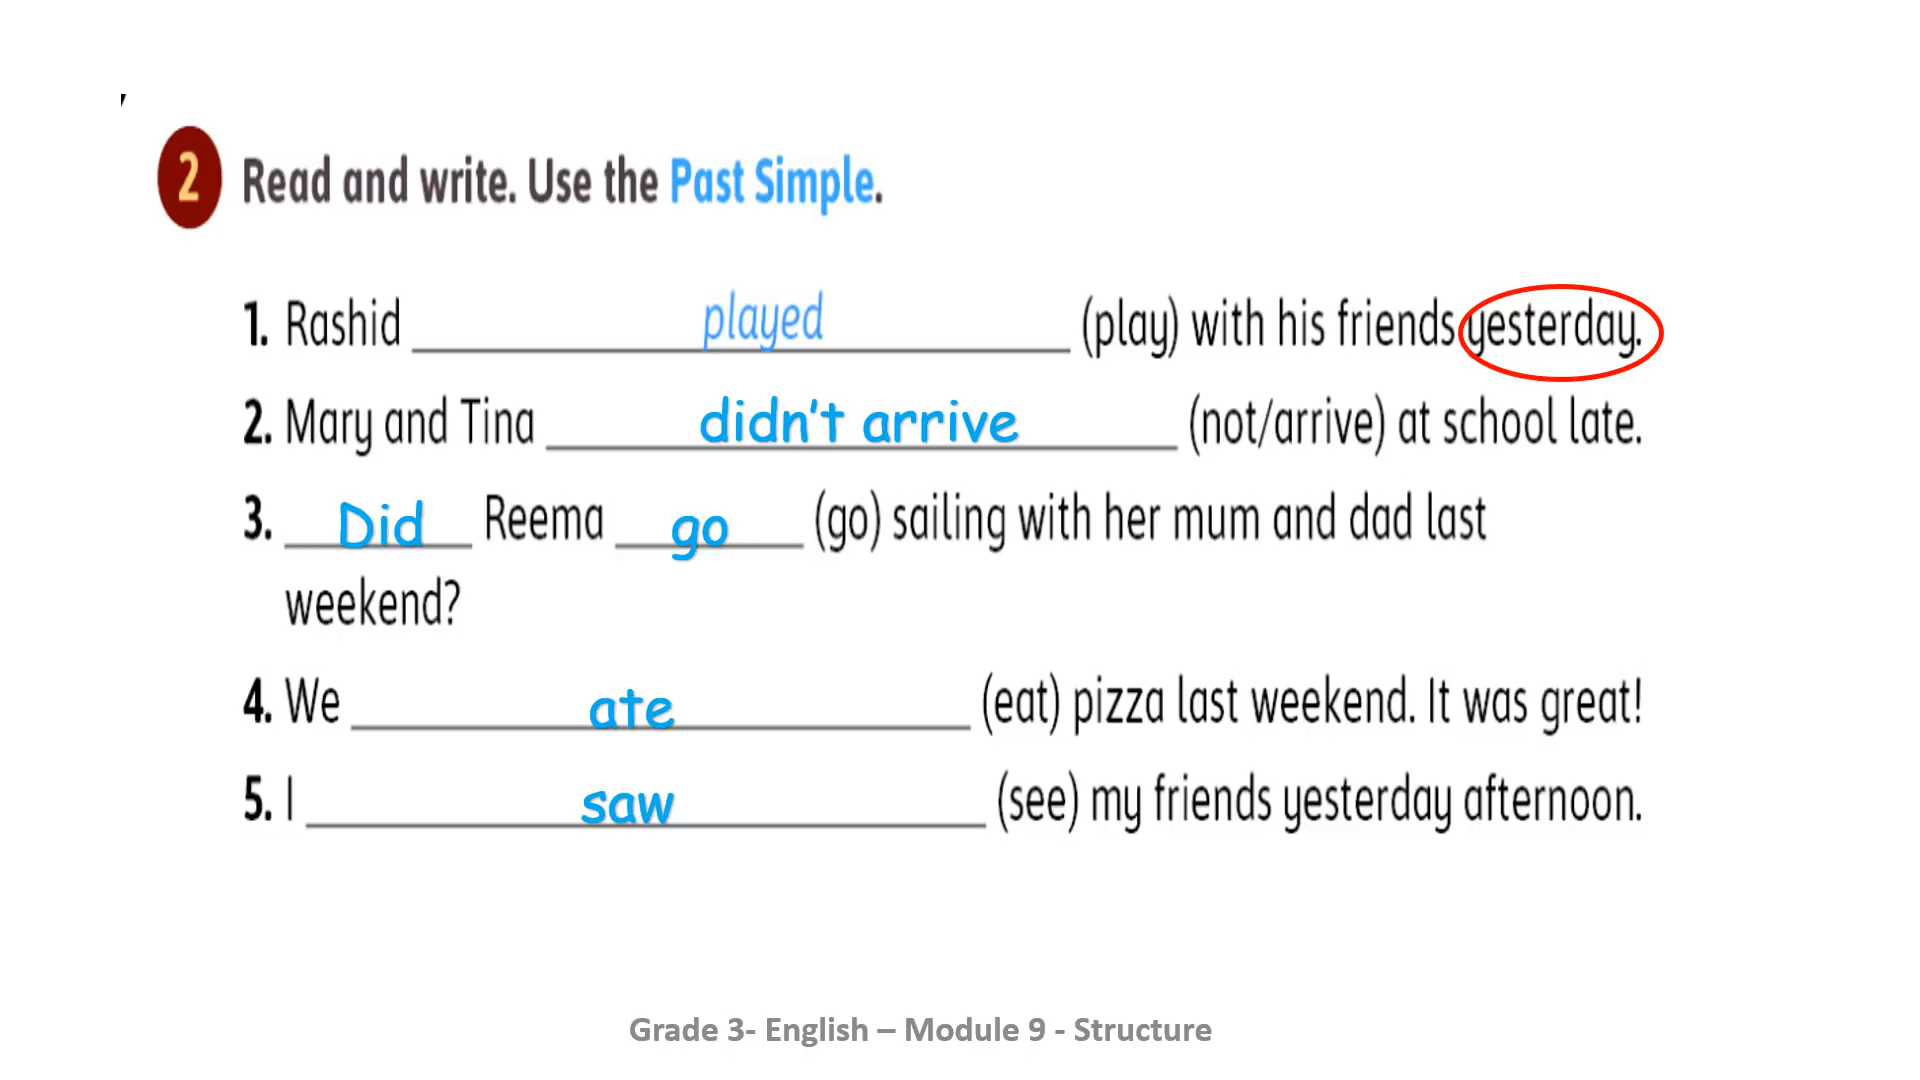 2 Read and write. Use the Past Simple.
1. Rashid played (play) with his friends yesterday.
2. Mary and Tina didn't arrive (not/arrive) at school late.
3. Did Reema go (go) sailing with her mum and dad last
weekend?
4. We ate (eat) pizza last weekend. It was great!
5. I saw (see) my friends yesterday afternoon.
Grade 3- English – Module 9 - Structure